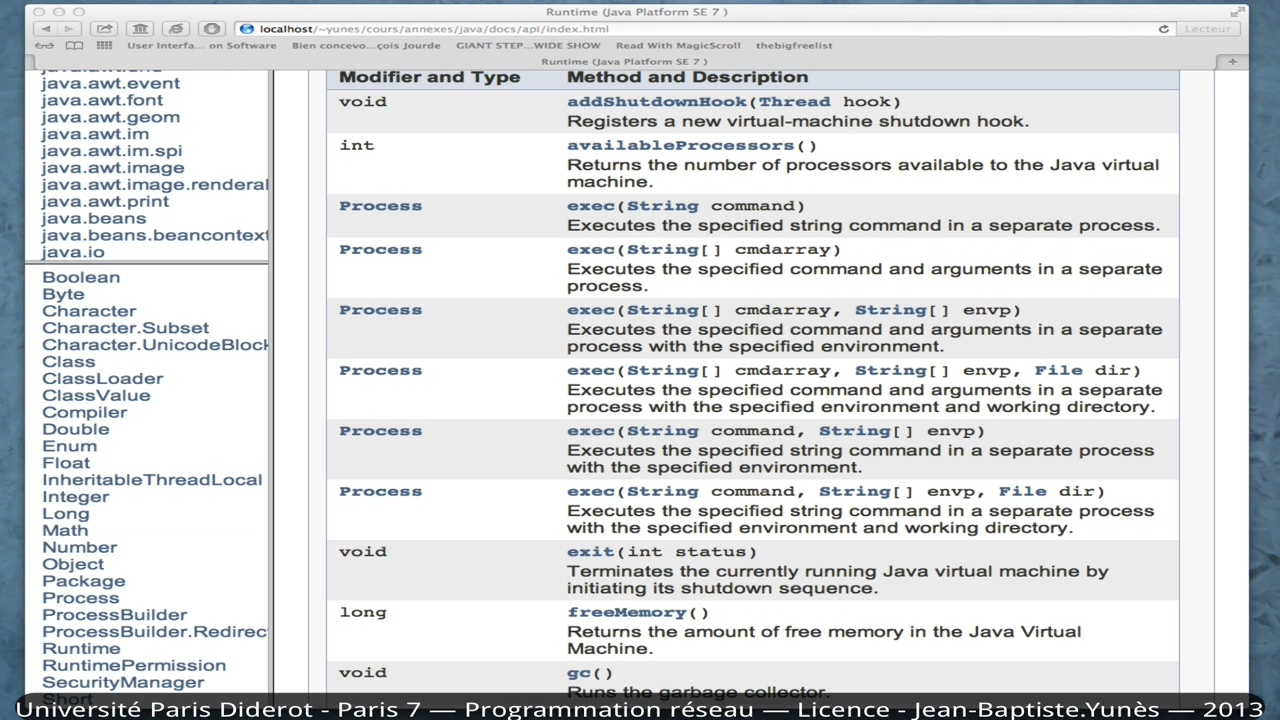 Runtime (Java Platform SE 7 )
localhost/~yunes/cours/annexes/java/docs/api/index.html
Lecteur
User Interfa... on Software Bien concevo...çois Jourde GIANT STEP...WIDE SHOW Read With MagicScroll thebigfreelist
Runtime (Java Platform SE 7 )
java.awt.event
java.awt.font
java.awt.geom
java.awt.im
java.awt.im.spi
java.awt.image
java.awt.image.renderal
java.awt.print
java.beans
java.beans.beancontext
java.io
Boolean
Byte
Character
Character.Subset
Character.UnicodeBlock
Class
ClassLoader
ClassValue
Compiler
Double
Enum
Float
InheritableThreadLocal
Integer
Long
Math
Number
Object
Package
Process
ProcessBuilder
ProcessBuilder.Redirec
Runtime
RuntimePermission
SecurityManager
Short
Modifier and Type Method and Description
void addShutdownHook(Thread hook)
Registers a new virtual-machine shutdown hook.
int availableProcessors()
Returns the number of processors available to the Java virtual
machine.
Process exec(String command)
Executes the specified string command in a separate process.
Process exec(String[] cmdarray)
Executes the specified command and arguments in a separate
process.
Process exec(String[] cmdarray, String[] envp)
Executes the specified command and arguments in a separate
process with the specified environment.
Process exec(String[] cmdarray, String[] envp, File dir)
Executes the specified command and arguments in a separate
process with the specified environment and working directory.
Process exec(String command, String[] envp)
Executes the specified string command in a separate process
with the specified environment.
Process exec(String command, String[] envp, File dir)
Executes the specified string command in a separate process
with the specified environment and working directory.
void exit(int status)
Terminates the currently running Java virtual machine by
initiating its shutdown sequence.
long freeMemory()
Returns the amount of free memory in the Java Virtual
Machine.
void gc()
Runs the garbage collector.
Université Paris Diderot - Paris 7 — Programmation réseau — Licence - Jean-Baptiste.Yunès — 2013